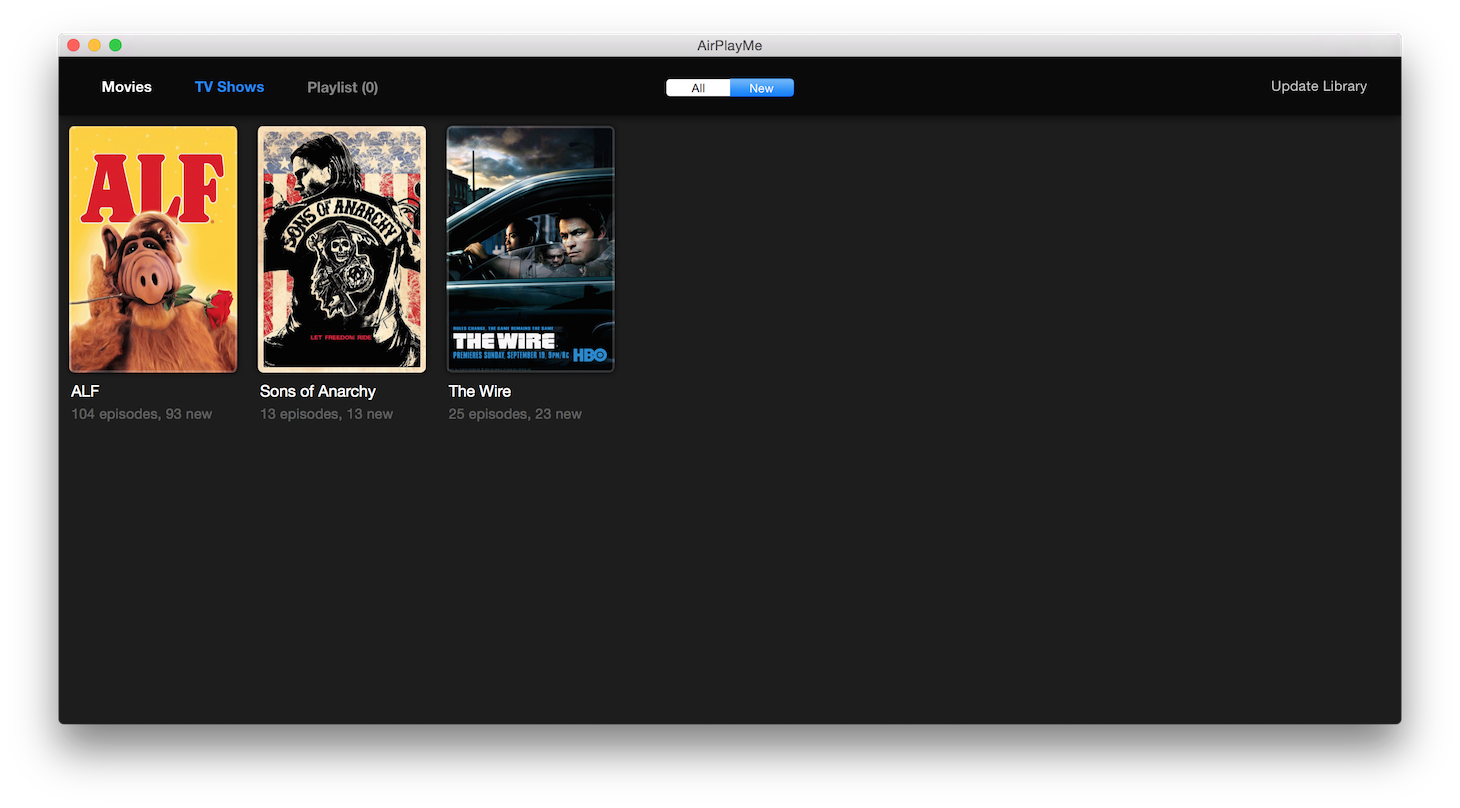 AirPlayMe
Movies
TV Shows
Playlist (0)
All
New
Update Library
ALF
SONS OF ANARCHY
LET FREEDOM RIDE
RULES CHANGE. THE GAME REMAINS THE SAME.
THE WIRE
PREMIERES SUNDAY, SEPTEMBER 19, 9PM/8C
HBO
ALF
Sons of Anarchy
The Wire
104 episodes, 93 new
13 episodes, 13 new
25 episodes, 23 new